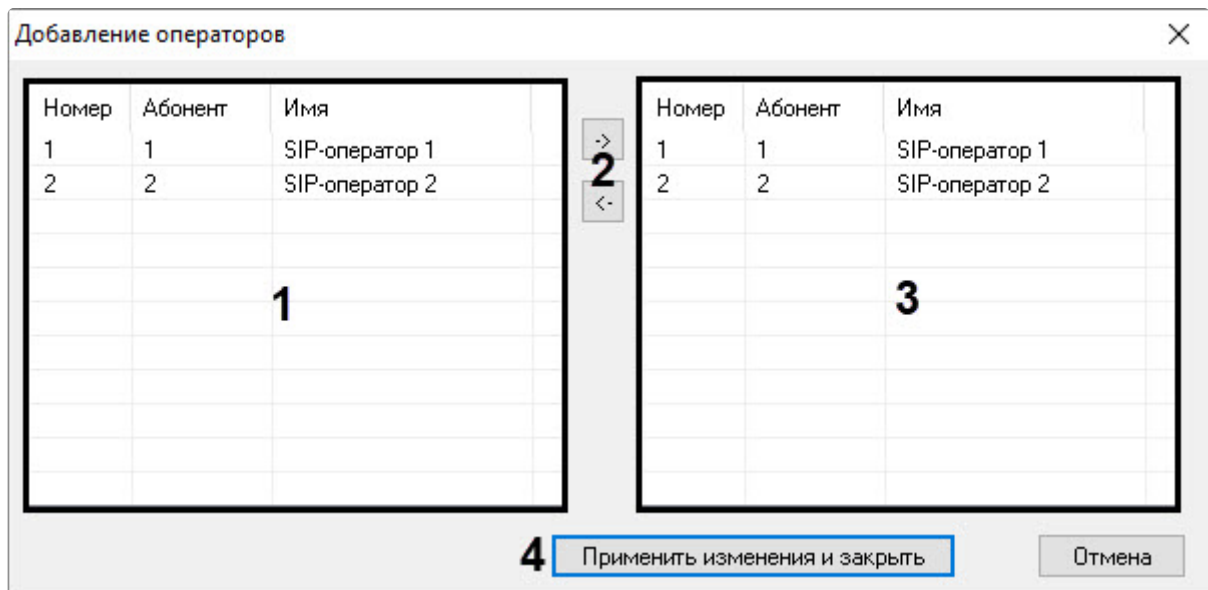 Добавление операторов
Номер Абонент Имя
1 1 SIP-оператор 1
2 2 SIP-оператор 2
1
->
2
<-
Номер Абонент Имя
1 1 SIP-оператор 1
2 2 SIP-оператор 2
3
4 Применить изменения и закрыть Отмена